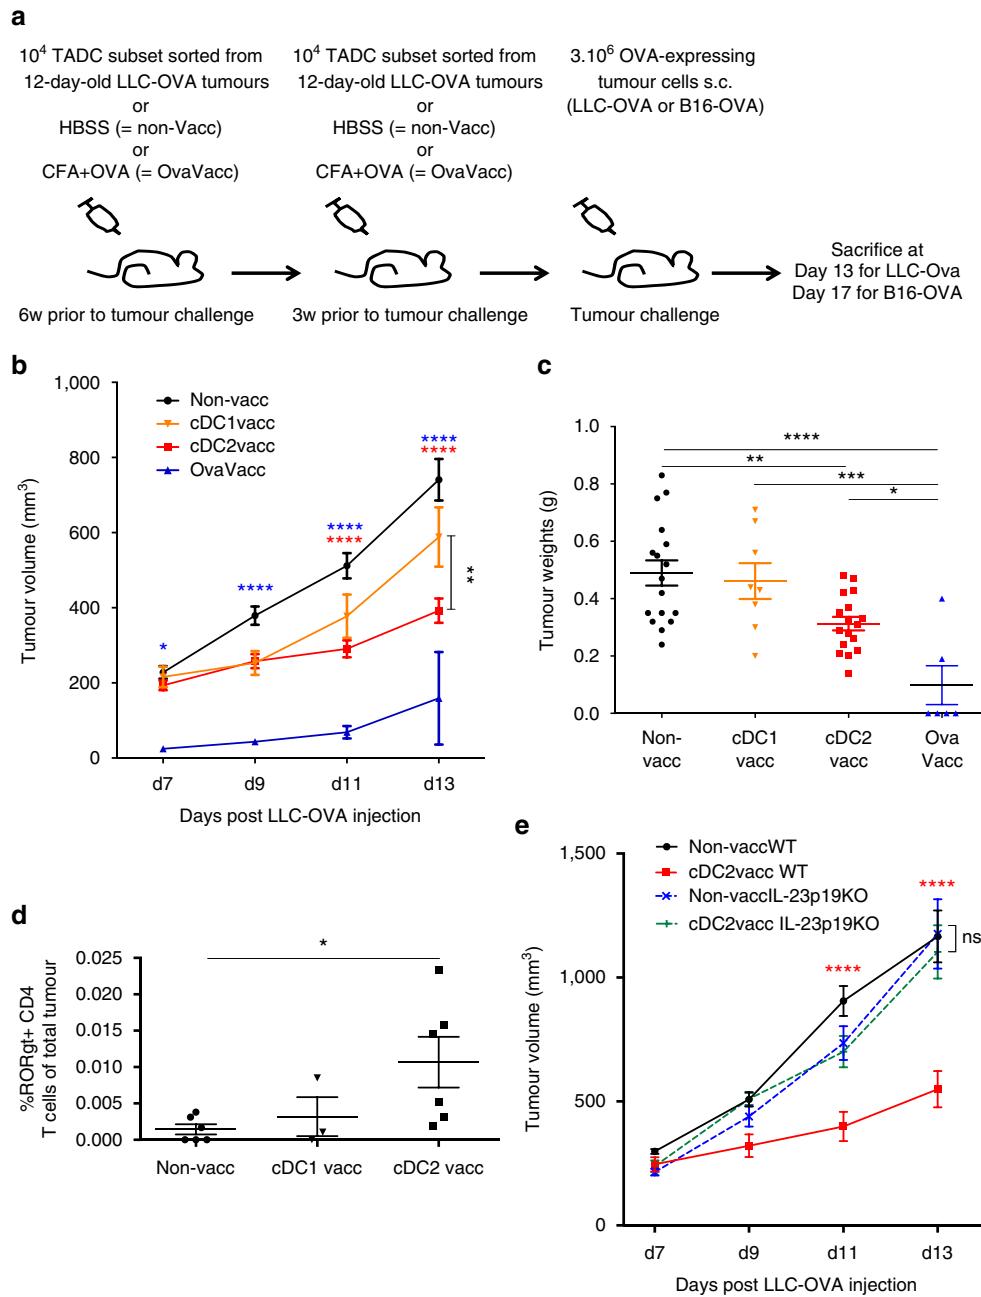 a
10⁴ TADC subset sorted from
12-day-old LLC-OVA tumours
or
HBSS (= non-Vacc)
or
CFA+OVA (= OvaVacc)
10⁴ TADC subset sorted from
12-day-old LLC-OVA tumours
or
HBSS (= non-Vacc)
or
CFA+OVA (= OvaVacc)
3.10⁶ OVA-expressing
tumour cells s.c.
(LLC-OVA or B16-OVA)
Sacrifice at
Day 13 for LLC-Ova
Day 17 for B16-OVA
6w prior to tumour challenge
3w prior to tumour challenge
Tumour challenge
b
1,000
800
600
400
200
0
Tumour volume (mm³)
Non-vacc
cDC1vacc
cDC2vacc
OvaVacc
*
****
****
****
****
****
**
d7
d9
d11
d13
Days post LLC-OVA injection
c
1.0
0.8
0.6
0.4
0.2
0.0
Tumour weights (g)
****
**
***
*
Non-
vacc
cDC1
vacc
cDC2
vacc
Ova
Vacc
d
0.025
0.020
0.015
0.010
0.005
0.000
%RORgt+ CD4
T cells of total tumour
*
Non-vacc
cDC1 vacc
cDC2 vacc
e
Non-vaccWT
cDC2vacc WT
Non-vaccIL-23p19KO
cDC2vacc IL-23p19KO
1,500
1,000
500
0
Tumour volume (mm³)
****
****
ns
d7
d9
d11
d13
Days post LLC-OVA injection